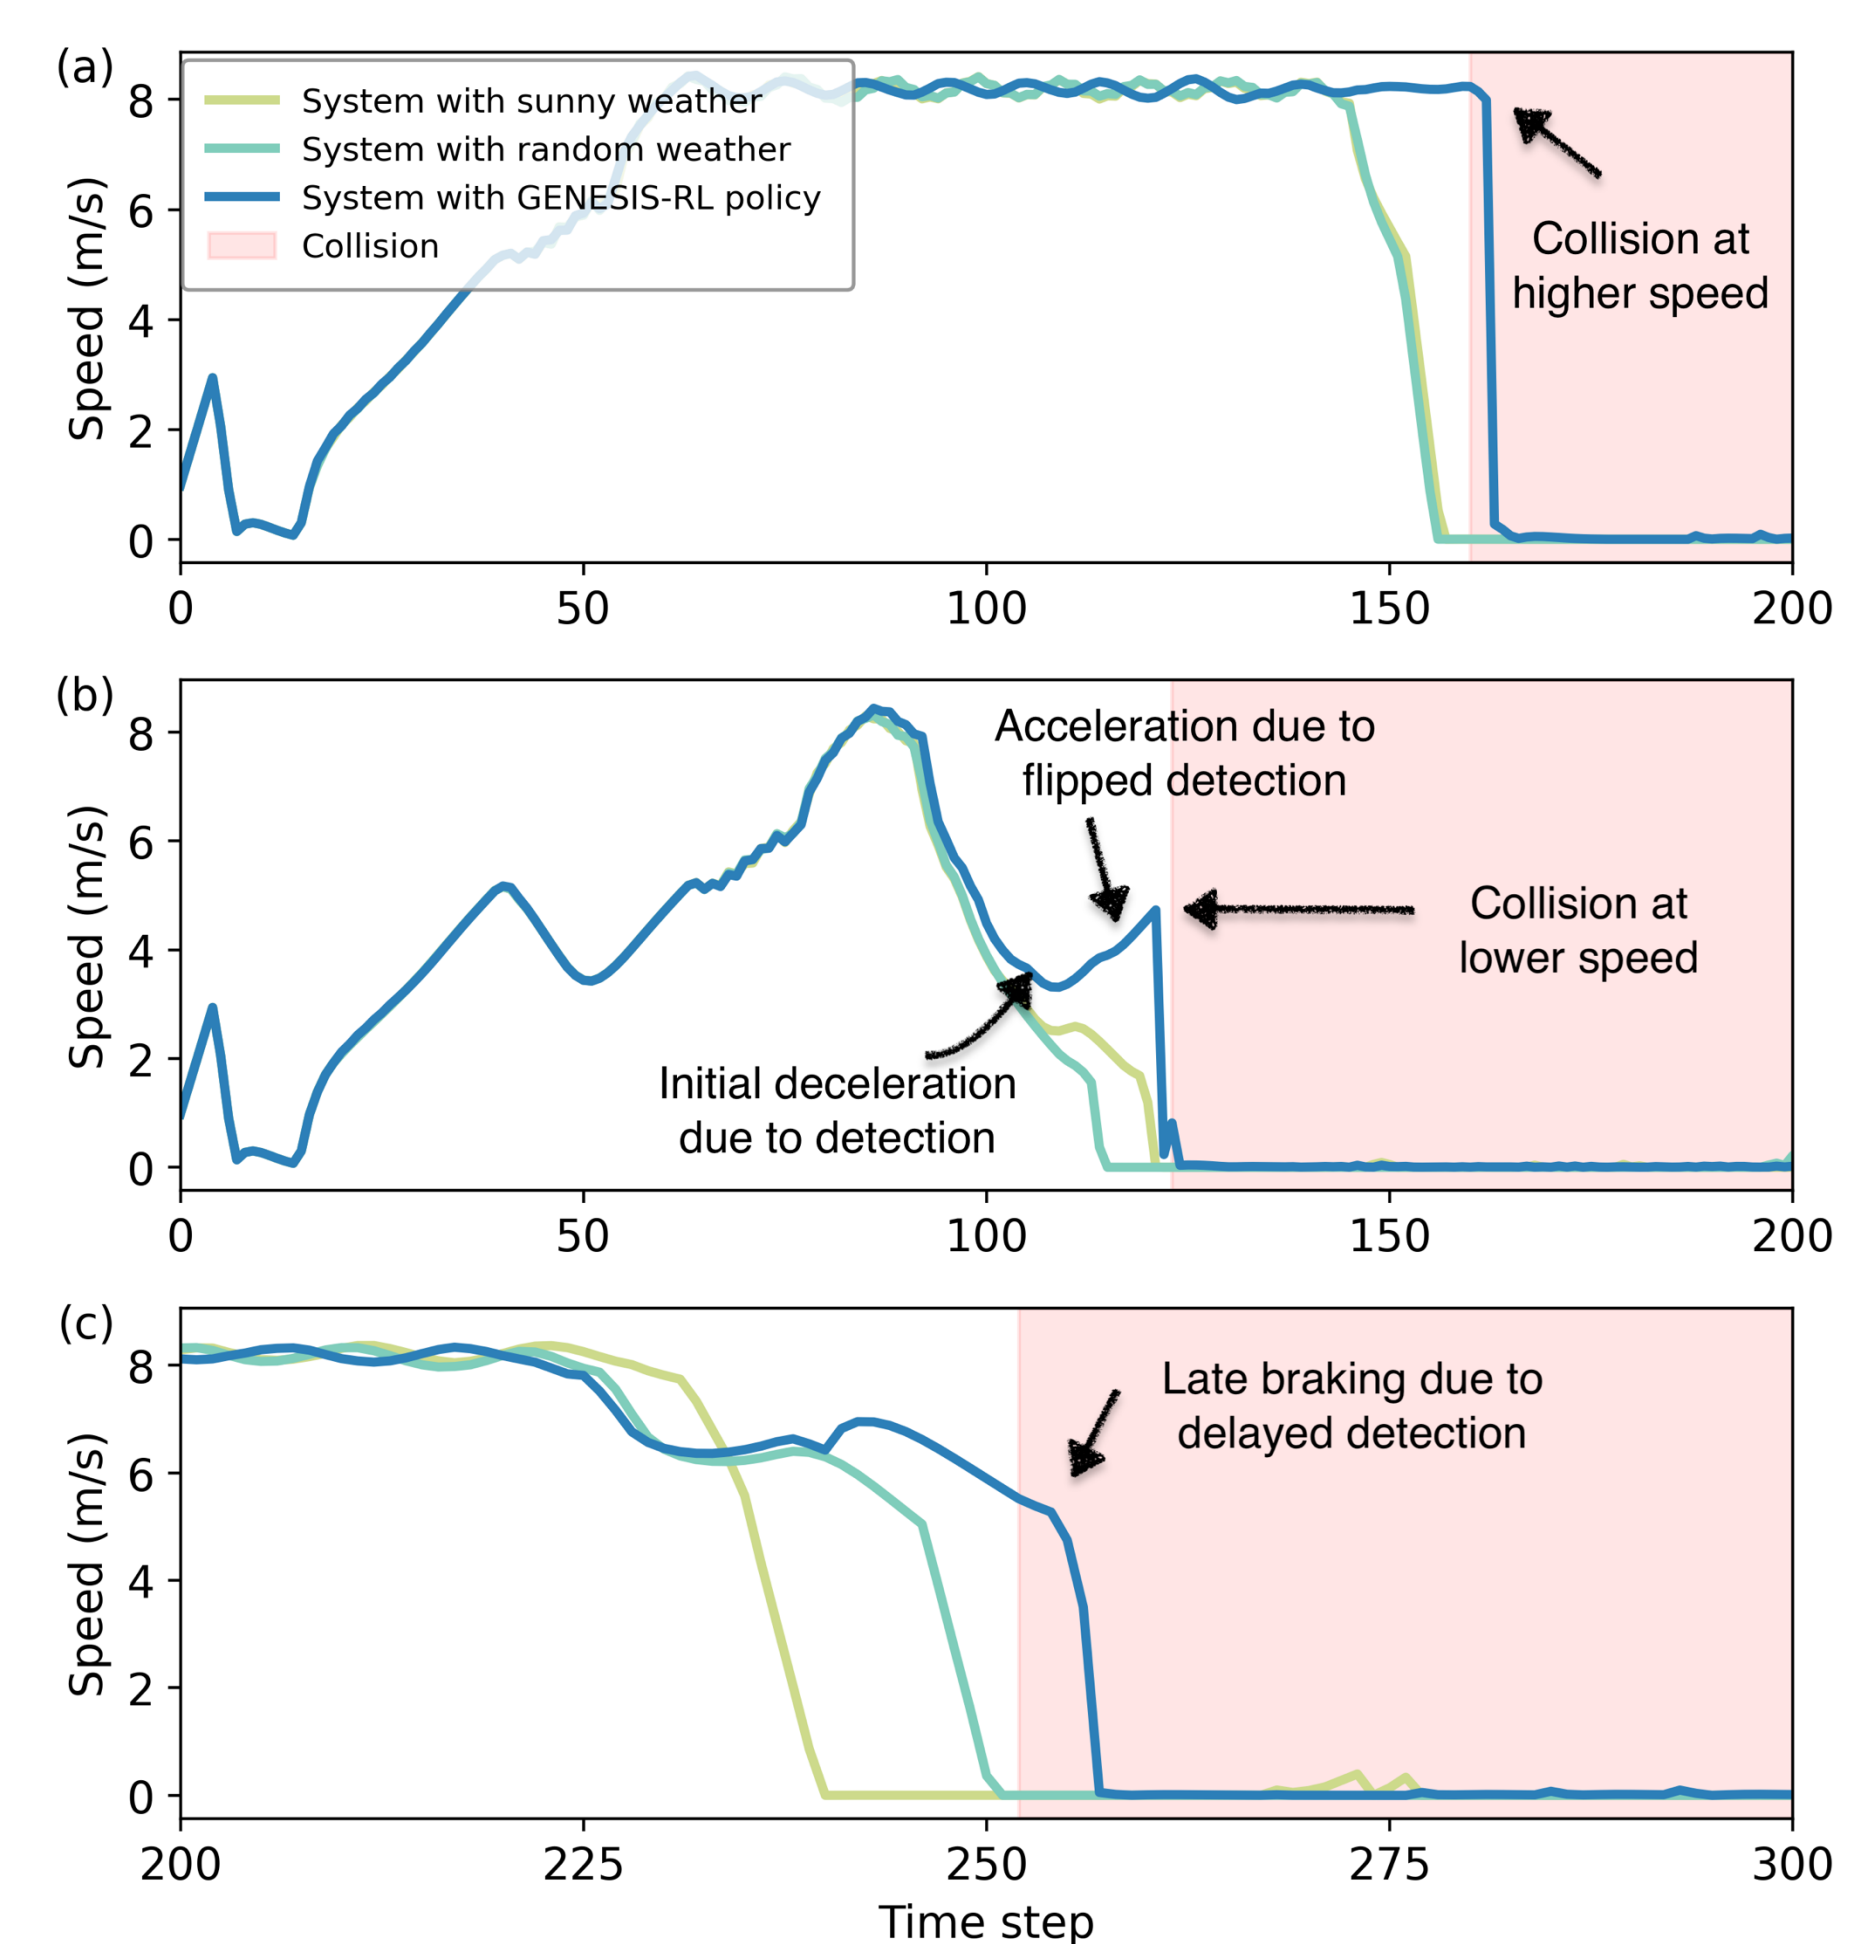 (a)
8
6
4
2
0
Speed (m/s)
System with sunny weather
System with random weather
System with GENESIS-RL policy
Collision
Collision at
higher speed
0 50 100 150 200
(b)
8
6
4
2
0
Speed (m/s)
Acceleration due to
flipped detection
Collision at
lower speed
Initial deceleration
due to detection
0 50 100 150 200
(c)
8
6
4
2
0
Speed (m/s)
Late braking due to
delayed detection
200 225 250 275 300
Time step